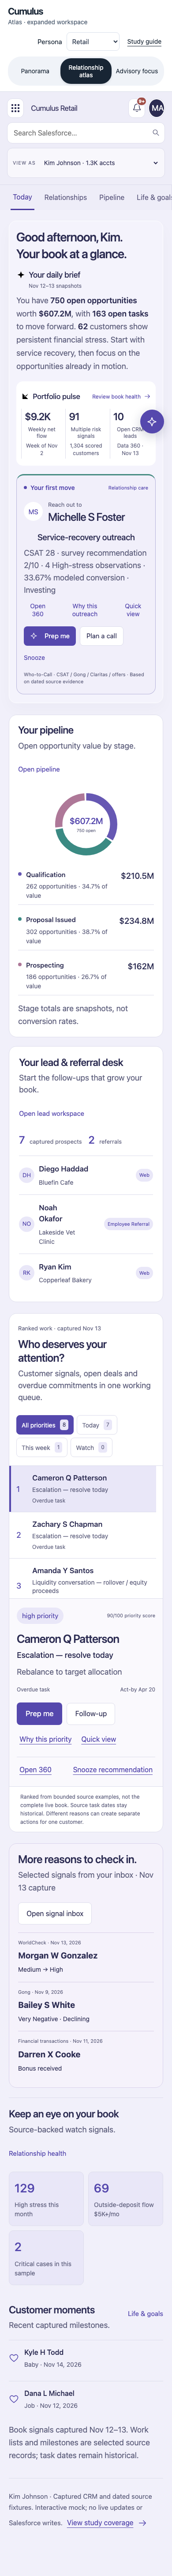 Cumulus
Atlas · expanded workspace
Persona
Retail
Study guide
Panorama
Relationship
atlas
Advisory focus
Cumulus Retail
9+
MA
Search Salesforce...
VIEW AS
Kim Johnson · 1.3K accts
Today
Relationships
Pipeline
Life & goals
Good afternoon, Kim.
Your book at a glance.
Your daily brief
Nov 12–13 snapshots
You have 750 open opportunities
worth $607.2M, with 163 open tasks
to move forward. 62 customers show
persistent financial stress. Start with
service recovery, then focus on the
deals already in motion.
Portfolio pulse
Review book health →
$9.2K
Weekly net
flow
Week of Nov
2
91
Multiple risk
signals
1,304 scored
customers
10
Open CRM
leads
Data 360 ·
Nov 13
Your first move
Relationship care
MS
Reach out to
Michelle S Foster
Service-recovery outreach
CSAT 28 · survey recommendation
2/10 · 4 High-stress observations ·
33.67% modeled conversion ·
Investing
Open
360
Why this
outreach
Quick
view
Prep me
Plan a call
Snooze
Who-to-Call · CSAT / Gong / Claritas / offers · Based
on dated source evidence
Your pipeline
Open opportunity value by stage.
Open pipeline
$607.2M
750 open
Qualification
262 opportunities · 34.7% of
value
$210.5M
Proposal Issued
302 opportunities · 38.7% of
value
$234.8M
Prospecting
186 opportunities · 26.7% of
value
$162M
Stage totals are snapshots, not
conversion rates.
Your lead & referral desk
Start the follow-ups that grow your
book.
Open lead workspace
7 captured prospects 2 referrals
DH
Diego Haddad
Bluefin Cafe
Web
NO
Noah
Okafor
Lakeside Vet
Clinic
Employee Referral
RK
Ryan Kim
Copperleaf Bakery
Web
Ranked work · captured Nov 13
Who deserves your
attention?
Customer signals, open deals and
overdue commitments in one working
queue.
All priorities 8
Today 7
This week 1
Watch 0
1
Cameron Q Patterson
Escalation — resolve today
Overdue task
2
Zachary S Chapman
Escalation — resolve today
Overdue task
3
Amanda Y Santos
Liquidity conversation — rollover / equity
proceeds
high priority
90/100 priority score
Cameron Q Patterson
Escalation — resolve today
Rebalance to target allocation
Overdue task
Act-by Apr 20
Prep me
Follow-up
Why this priority
Quick view
Open 360
Snooze recommendation
Ranked from bounded source examples, not the
complete live book. Source task dates stay
historical. Different reasons can create separate
actions for one customer.
More reasons to check in.
Selected signals from your intake · Nov
13 capture
Open signal inbox
WorldCheck · Nov 13, 2026
Morgan W Gonzalez
Medium → High
Gong · Nov 9, 2026
Bailey S White
Very Negative · Declining
Financial transactions · Nov 11, 2026
Darren X Cooke
Bonus received
Keep an eye on your book
Source-backed watch signals.
Relationship health
129
High stress this
month
69
Outside-deposit flow
$5K+/mo
2
Critical cases in this
sample
Customer moments
Recent captured milestones.
Life & goals
Kyle H Todd
Baby · Nov 14, 2026
Dana L Michael
Job · Nov 12, 2026
Book signals captured Nov 12–13. Work
lists and milestones are selected source
records; task dates remain historical.
Kim Johnson · Captured CRM and dated source
fixtures. Interactive mock; no live updates or
Salesforce writes. View study coverage →